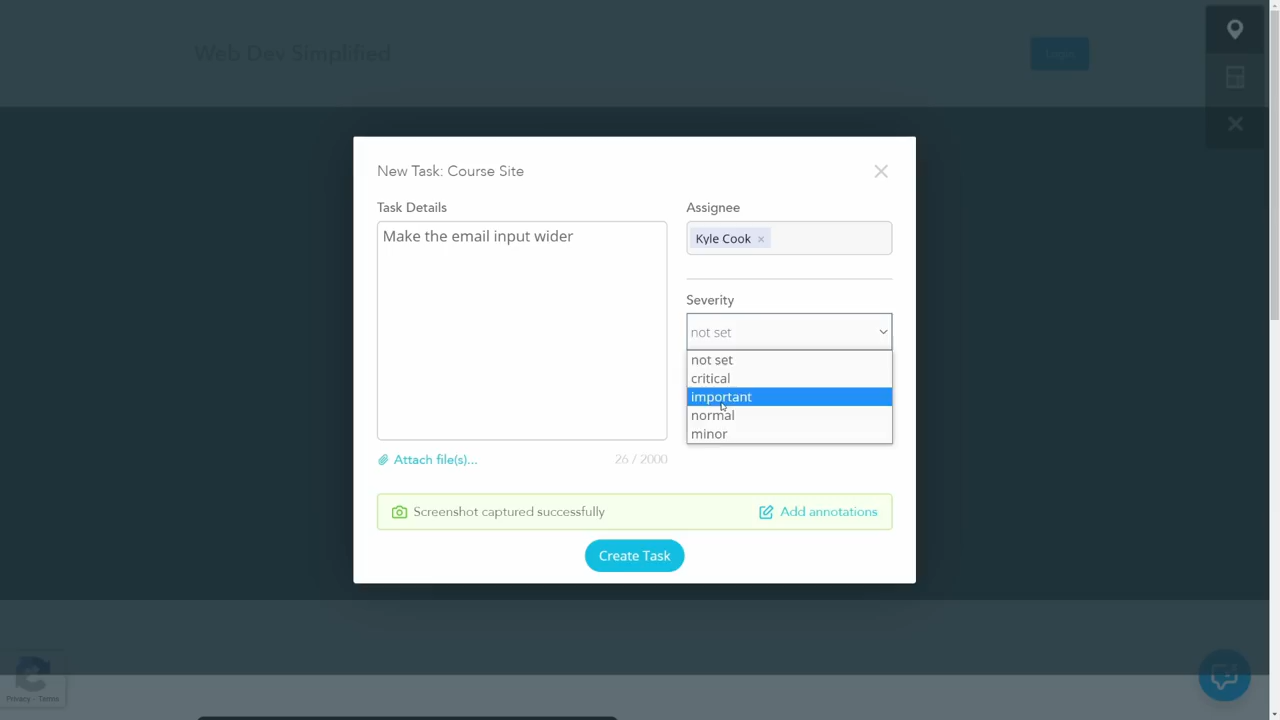 Web Dev Simplified
Login
New Task: Course Site
Task Details
Make the email input wider
Attach file(s)...
26 / 2000
Assignee
Kyle Cook ×
Severity
not set
not set
critical
important
normal
minor
Screenshot captured successfully
Add annotations
Create Task
Privacy - Terms